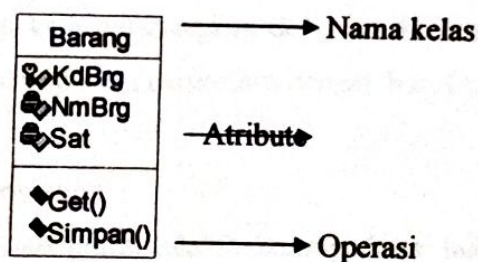 Barang
Nama kelas
KdBrg
NmBrg
Sat
Atribute
Get()
Simpan()
Operasi